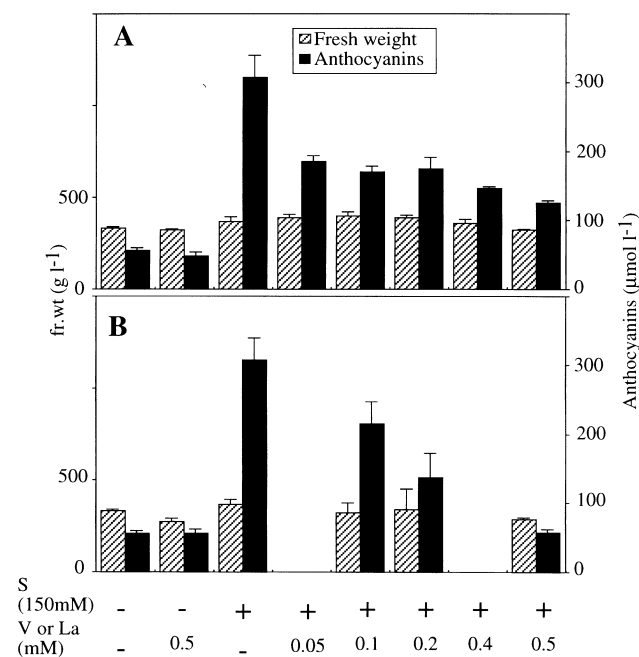 A
Fresh weight
Anthocyanins
500
0
300
200
100
0
fr.wt (g l-1)
Anthocyanins (µmol l-1)
B
500
0
300
200
100
0
S
(150mM) - - + + + + + +
V or La
(mM) - 0.5 - 0.05 0.1 0.2 0.4 0.5